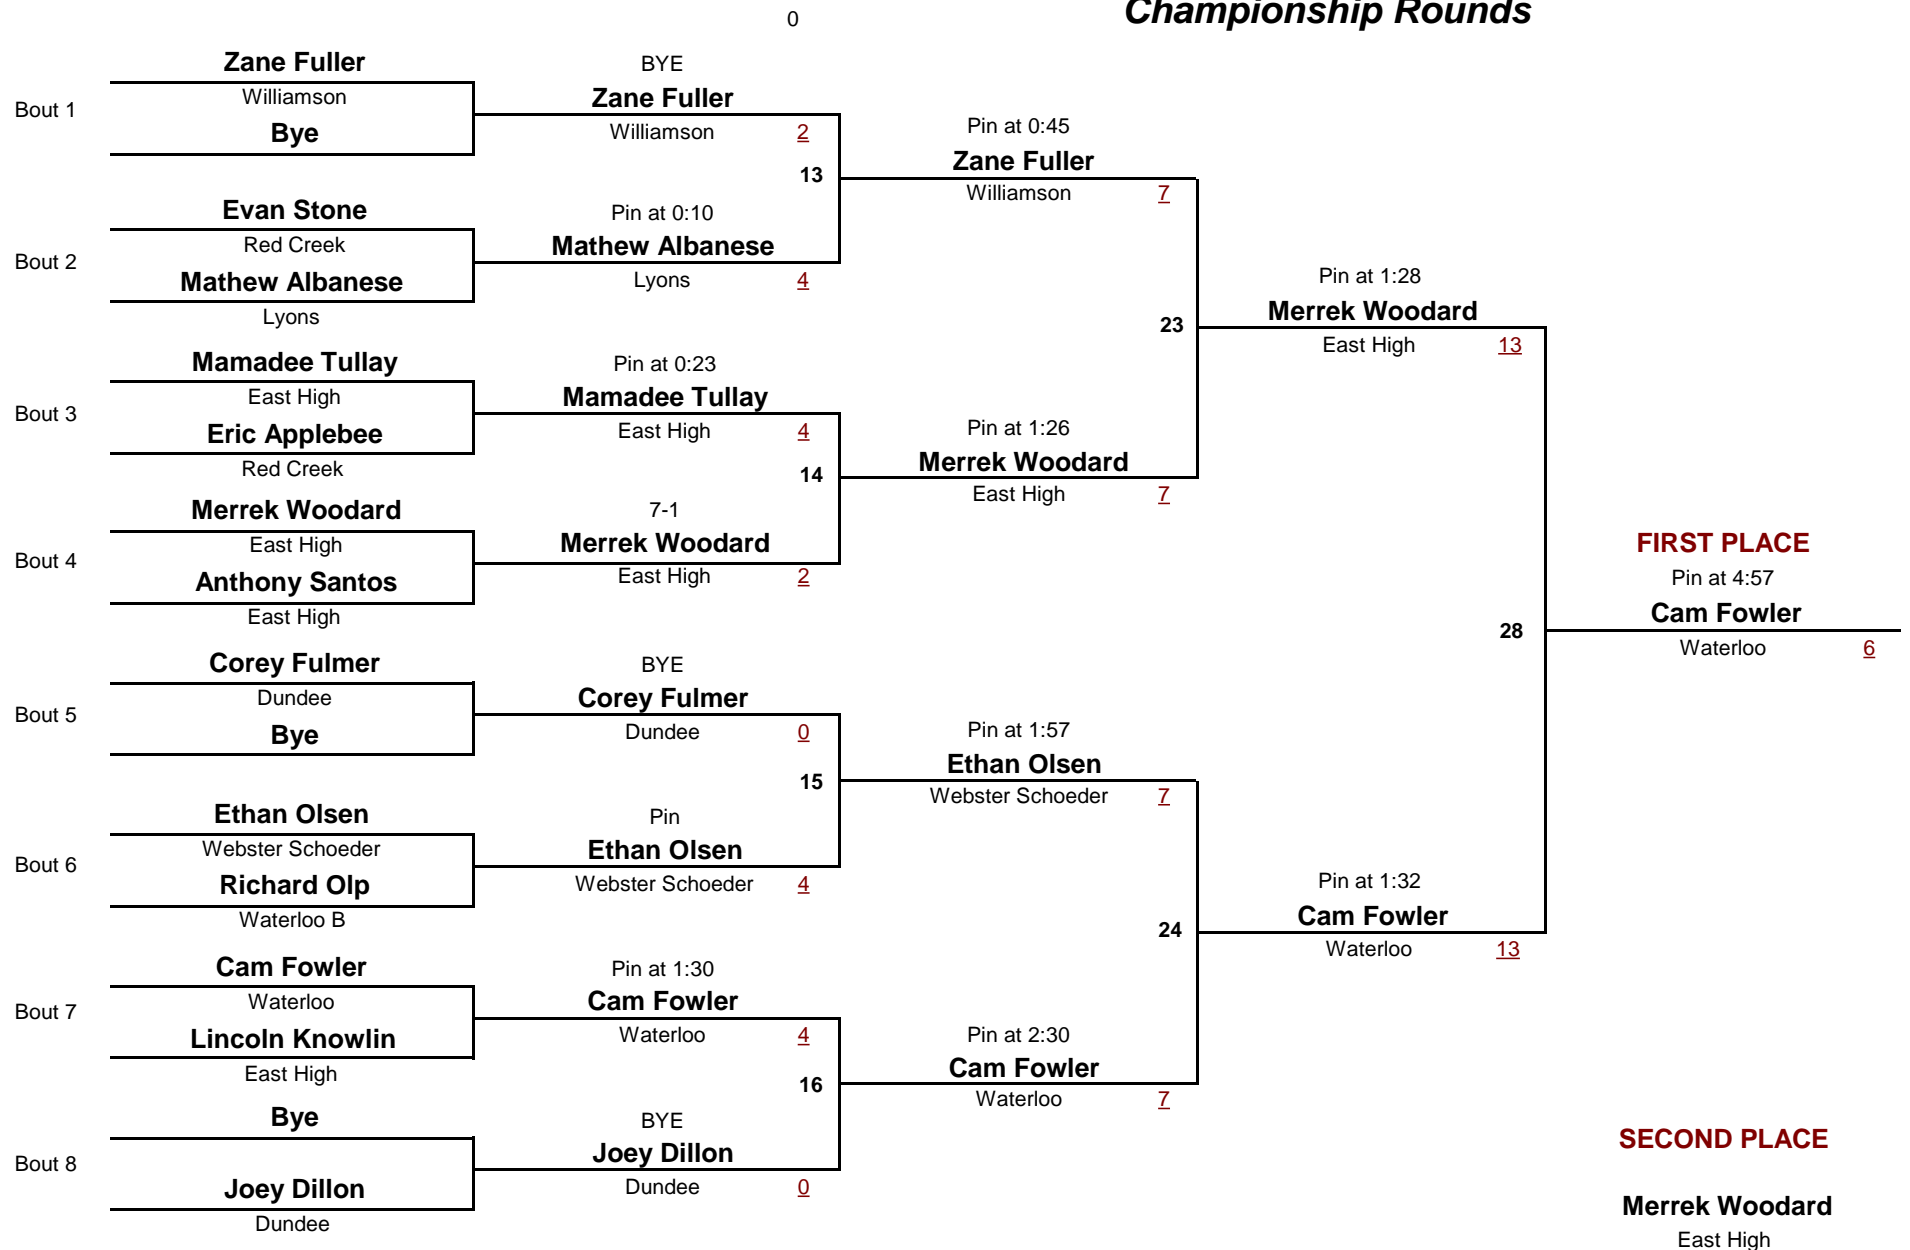 Championship Rounds
0
Zane Fuller
Williamson
Bout 1
Bye
BYE
Zane Fuller
Williamson
2
13
Evan Stone
Red Creek
Bout 2
Mathew Albanese
Lyons
Pin at 0:10
Mathew Albanese
Lyons
4
Pin at 0:45
Zane Fuller
Williamson
7
Mamadee Tullay
East High
Bout 3
Eric Applebee
Red Creek
Pin at 0:23
Mamadee Tullay
East High
4
14
Merrek Woodard
East High
Bout 4
Anthony Santos
East High
7-1
Merrek Woodard
East High
2
Pin at 1:26
Merrek Woodard
East High
7
23
Pin at 1:28
Merrek Woodard
East High
13
Corey Fulmer
Dundee
Bout 5
Bye
BYE
Corey Fulmer
Dundee
0
15
Ethan Olsen
Webster Schoeder
Bout 6
Richard Olp
Waterloo B
Pin
Ethan Olsen
Webster Schoeder
4
Pin at 1:57
Ethan Olsen
Webster Schoeder
7
Cam Fowler
Waterloo
Bout 7
Lincoln Knowlin
East High
Pin at 1:30
Cam Fowler
Waterloo
4
16
Bye
Bout 8
Joey Dillon
Dundee
BYE
Joey Dillon
Dundee
0
Pin at 2:30
Cam Fowler
Waterloo
7
24
Pin at 1:32
Cam Fowler
Waterloo
13
28
FIRST PLACE
Pin at 4:57
Cam Fowler
Waterloo
6
SECOND PLACE
Merrek Woodard
East High